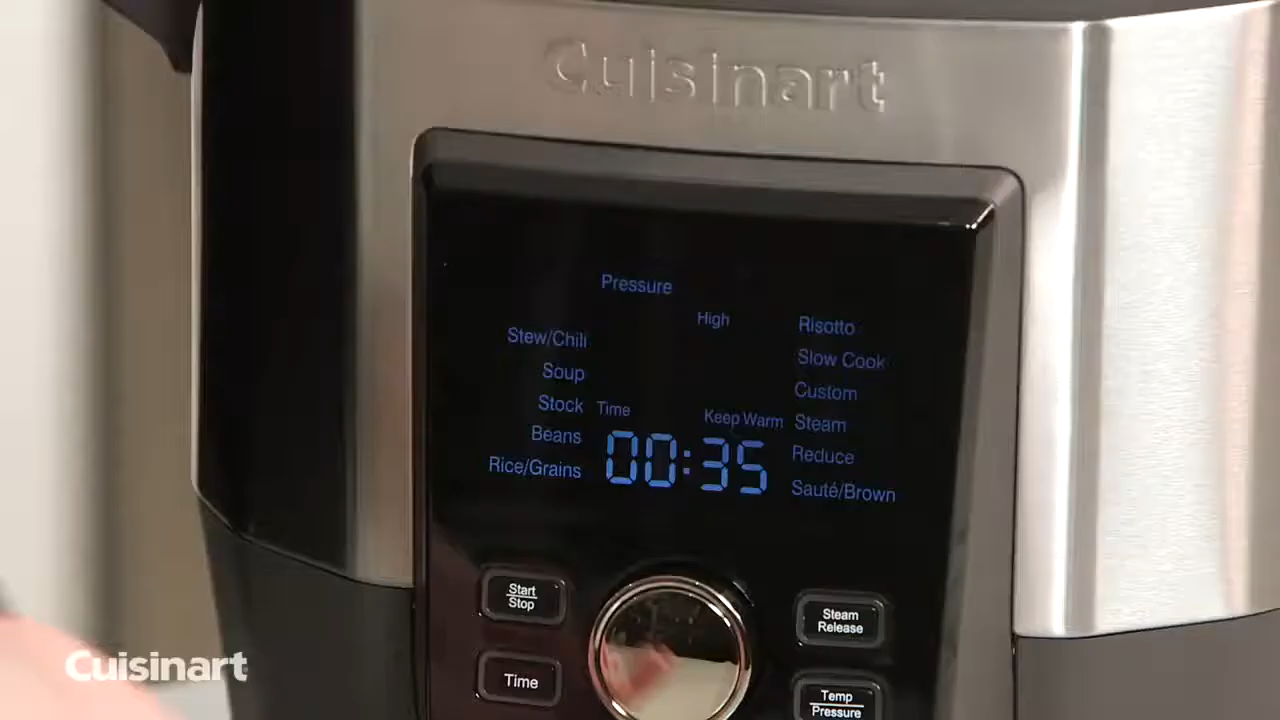 Cuisinart
Pressure
High
Stew/Chili
Soup
Stock
Beans
Rice/Grains
Time
Keep Warm
00:35
Risotto
Slow Cook
Custom
Steam
Reduce
Sauté/Brown
Start
Stop
Time
Steam
Release
Temp
Pressure
Cuisinart